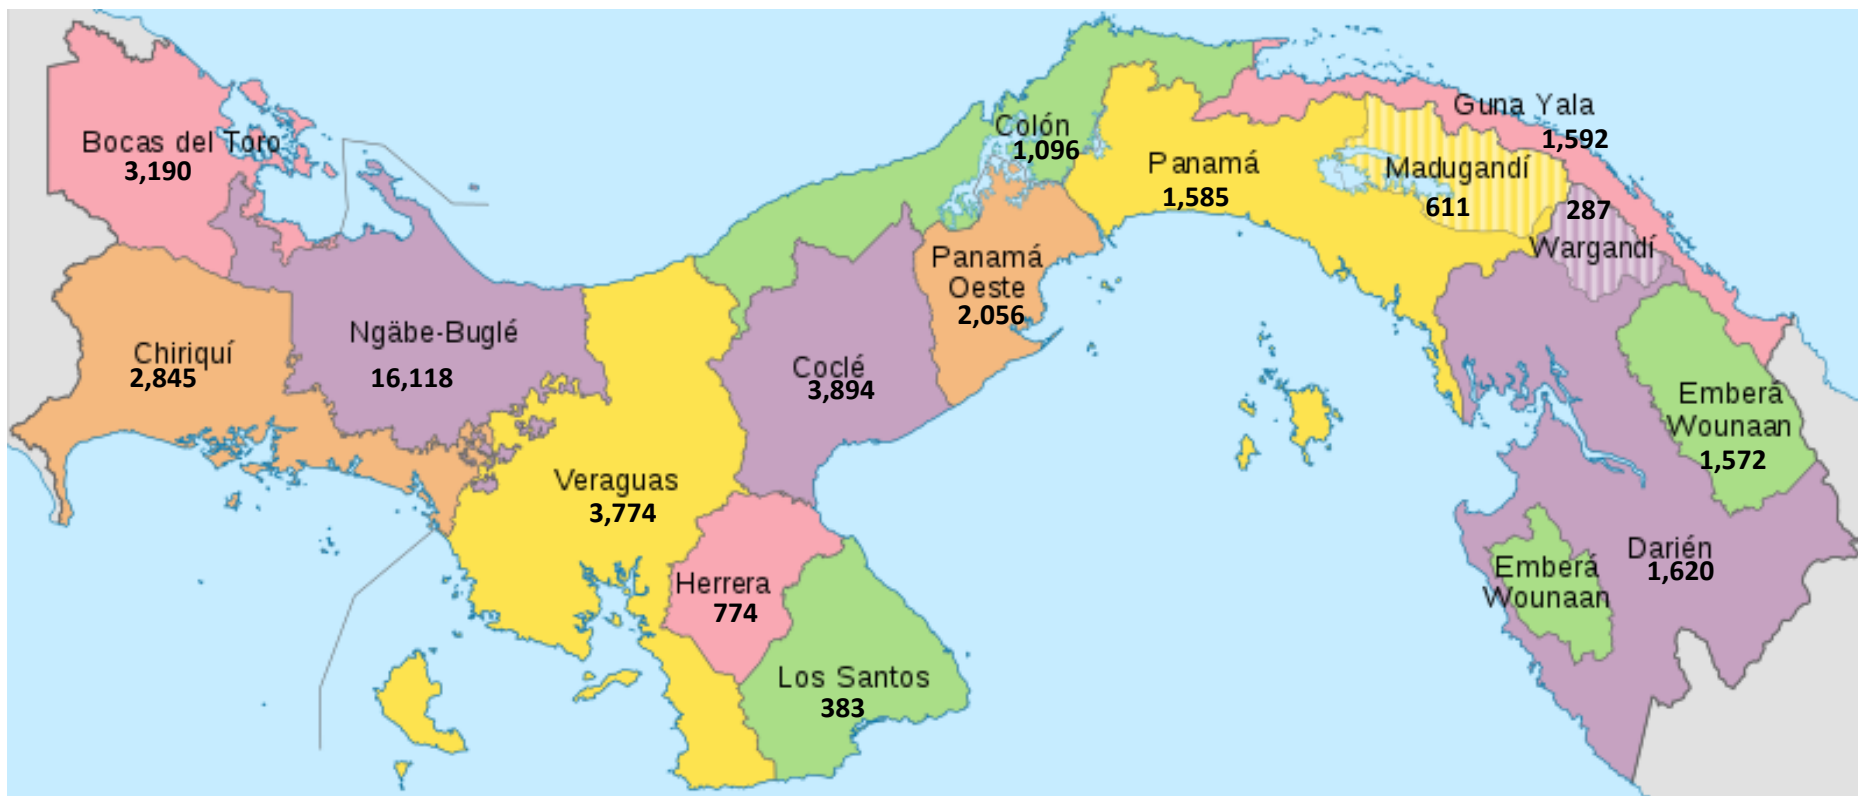 Bocas del Toro
3,190
Chiriquí
2,845
Ngäbe-Buglé
16,118
Veraguas
3,774
Herrera
774
Los Santos
383
Coclé
3,894
Colón
1,096
Panamá
Oeste
2,056
Panamá
1,585
Guna Yala
1,592
Madugandí
611
287
Wargandí
Emberá
Wounaan
1,572
Darién
1,620
Emberá
Wounaan